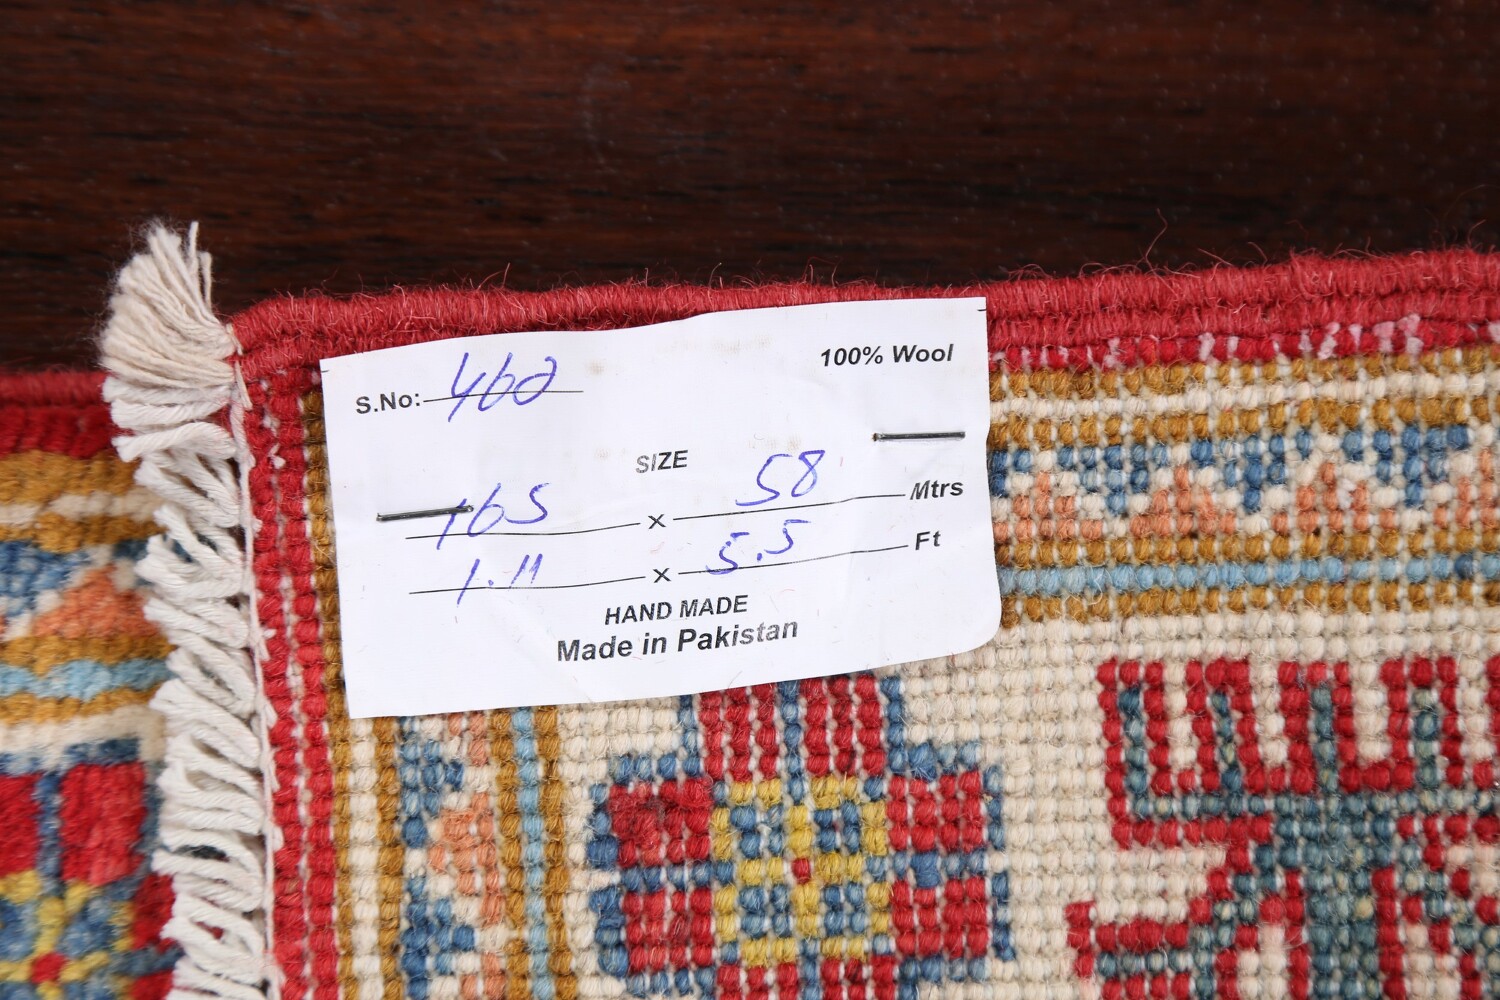 S.No: 460
100% Wool
SIZE
165 x 58 Mtrs
1.11 x 5.5 Ft
HAND MADE
Made in Pakistan